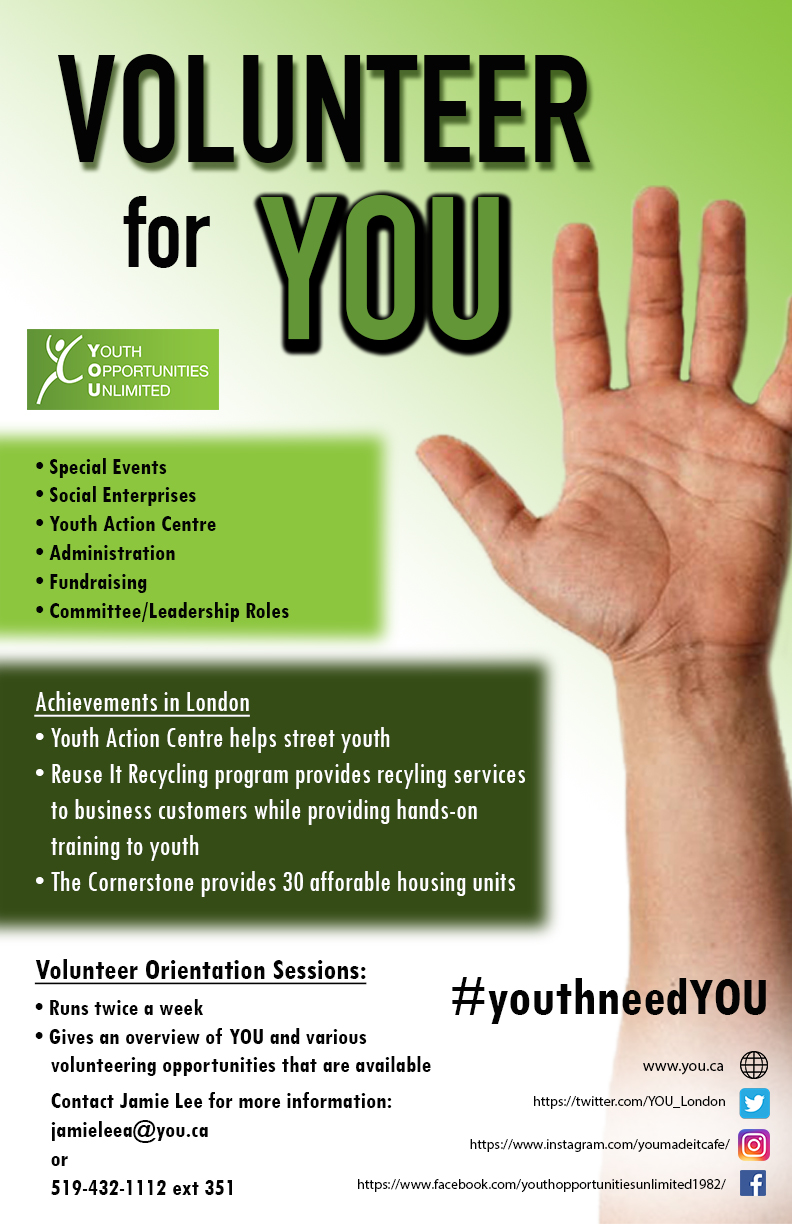 VOLUNTEER
for YOU
YOUTH
OPPORTUNITIES
UNLIMITED
• Special Events
• Social Enterprises
• Youth Action Centre
• Administration
• Fundraising
• Committee/Leadership Roles
Achievements in London
• Youth Action Centre helps street youth
• Reuse It Recycling program provides recyling services
to business customers while providing hands-on
training to youth
• The Cornerstone provides 30 afforable housing units
Volunteer Orientation Sessions:
• Runs twice a week
• Gives an overview of YOU and various
volunteering opportunities that are available
Contact Jamie Lee for more information:
jamieleea@you.ca
or
519-432-1112 ext 351
#youthneedYOU
www.you.ca
https://twitter.com/YOU_London
https://www.instagram.com/youmadeitcafe/
https://www.facebook.com/youthopportunitiesunlimited1982/